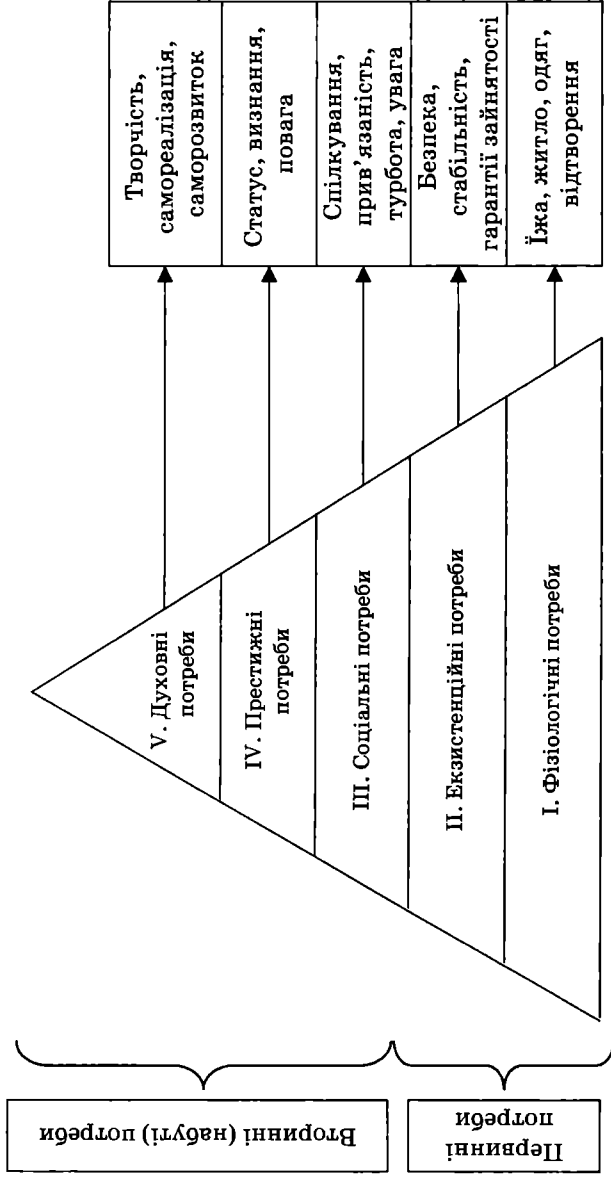 Вторинні (набуті) потреби
Первинні
потреби
V. Духовні
потреби
IV. Престижні
потреби
III. Соціальні потреби
II. Екзистенційні потреби
I. Фізіологічні потреби
Творчість,
самореалізація,
саморозвиток
Статус, визнання,
повага
Спілкування,
прив'язаність,
турбота, увага
Безпека,
стабільність,
гарантії зайнятості
Їжа, житло, одяг,
відтворення